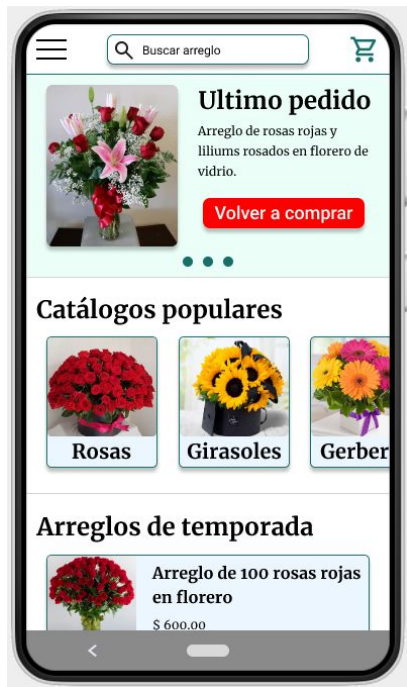 Buscar arreglo
Ultimo pedido
Arreglo de rosas rojas y
liliums rosados en florero de
vidrio.
Volver a comprar
Catálogos populares
Rosas
Girasoles
Gerber
Arreglos de temporada
Arreglo de 100 rosas rojas
en florero
$ 600.00